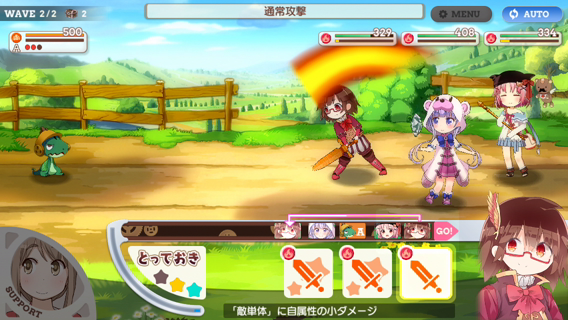 WAVE 2/2 2
通常攻撃
MENU
AUTO
500
A
329
408
334
A
GO!
とっておき
SUPPORT
「敵単体」に自属性の小ダメージ